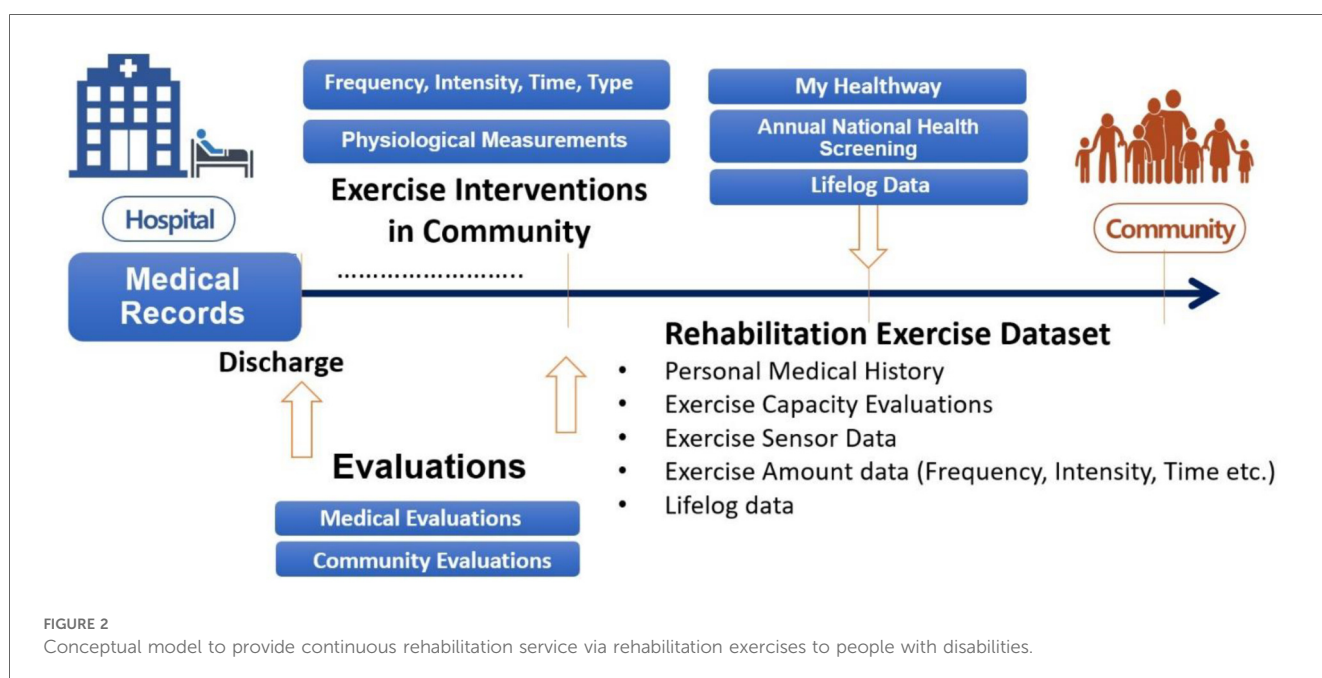 Frequency, Intensity, Time, Type
Physiological Measurements
Exercise Interventions
in Community
……………………..
My Healthway
Annual National Health
Screening
Lifelog Data
Hospital
Community
Medical
Records
Discharge
Evaluations
Medical Evaluations
Community Evaluations
Rehabilitation Exercise Dataset
• Personal Medical History
• Exercise Capacity Evaluations
• Exercise Sensor Data
• Exercise Amount data (Frequency, Intensity, Time etc.)
• Lifelog data
FIGURE 2
Conceptual model to provide continuous rehabilitation service via rehabilitation exercises to people with disabilities.